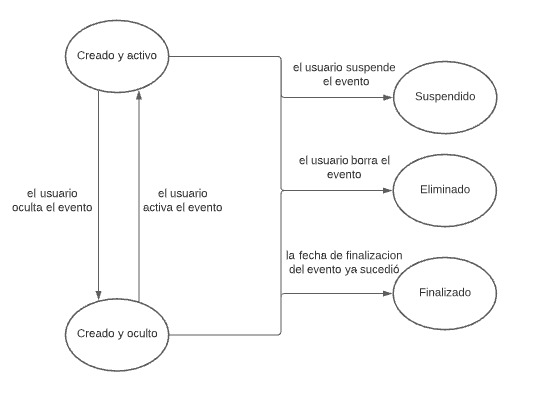 Creado y activo
el usuario suspende
el evento
Suspendido
el usuario borra el
evento
Eliminado
el usuario
oculta el evento
el usuario
activa el evento
la fecha de finalizacion
del evento ya sucedió
Finalizado
Creado y oculto